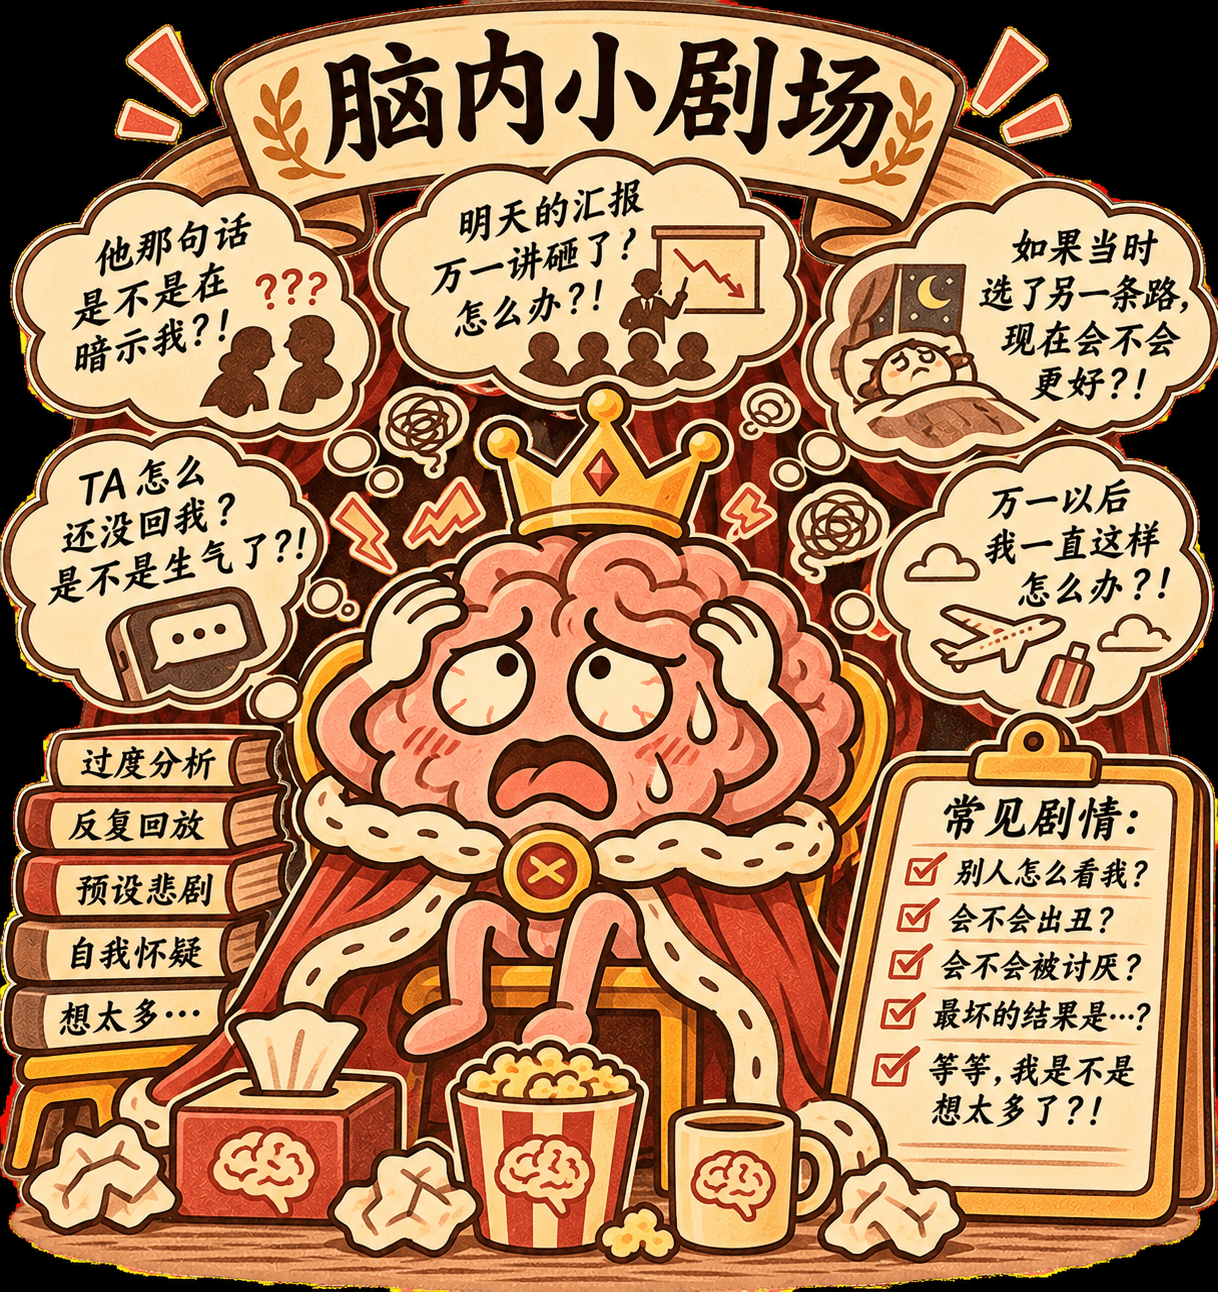 脑内小剧场
他那句话
是不是在
暗示我?!
???
明天的汇报
万一讲砸了?
怎么办?!
如果当时
选了另一条路,
现在会不会
更好?!
TA 怎么
还没回我?
是不是生气了?!
万一以后
我一直这样
怎么办?!
过度分析
反复回放
预设悲剧
自我怀疑
想太多…
常见剧情:
别人怎么看我?
会不会出丑?
会不会被讨厌?
最坏的结果是…?
等等,我是不是
想太多了?!